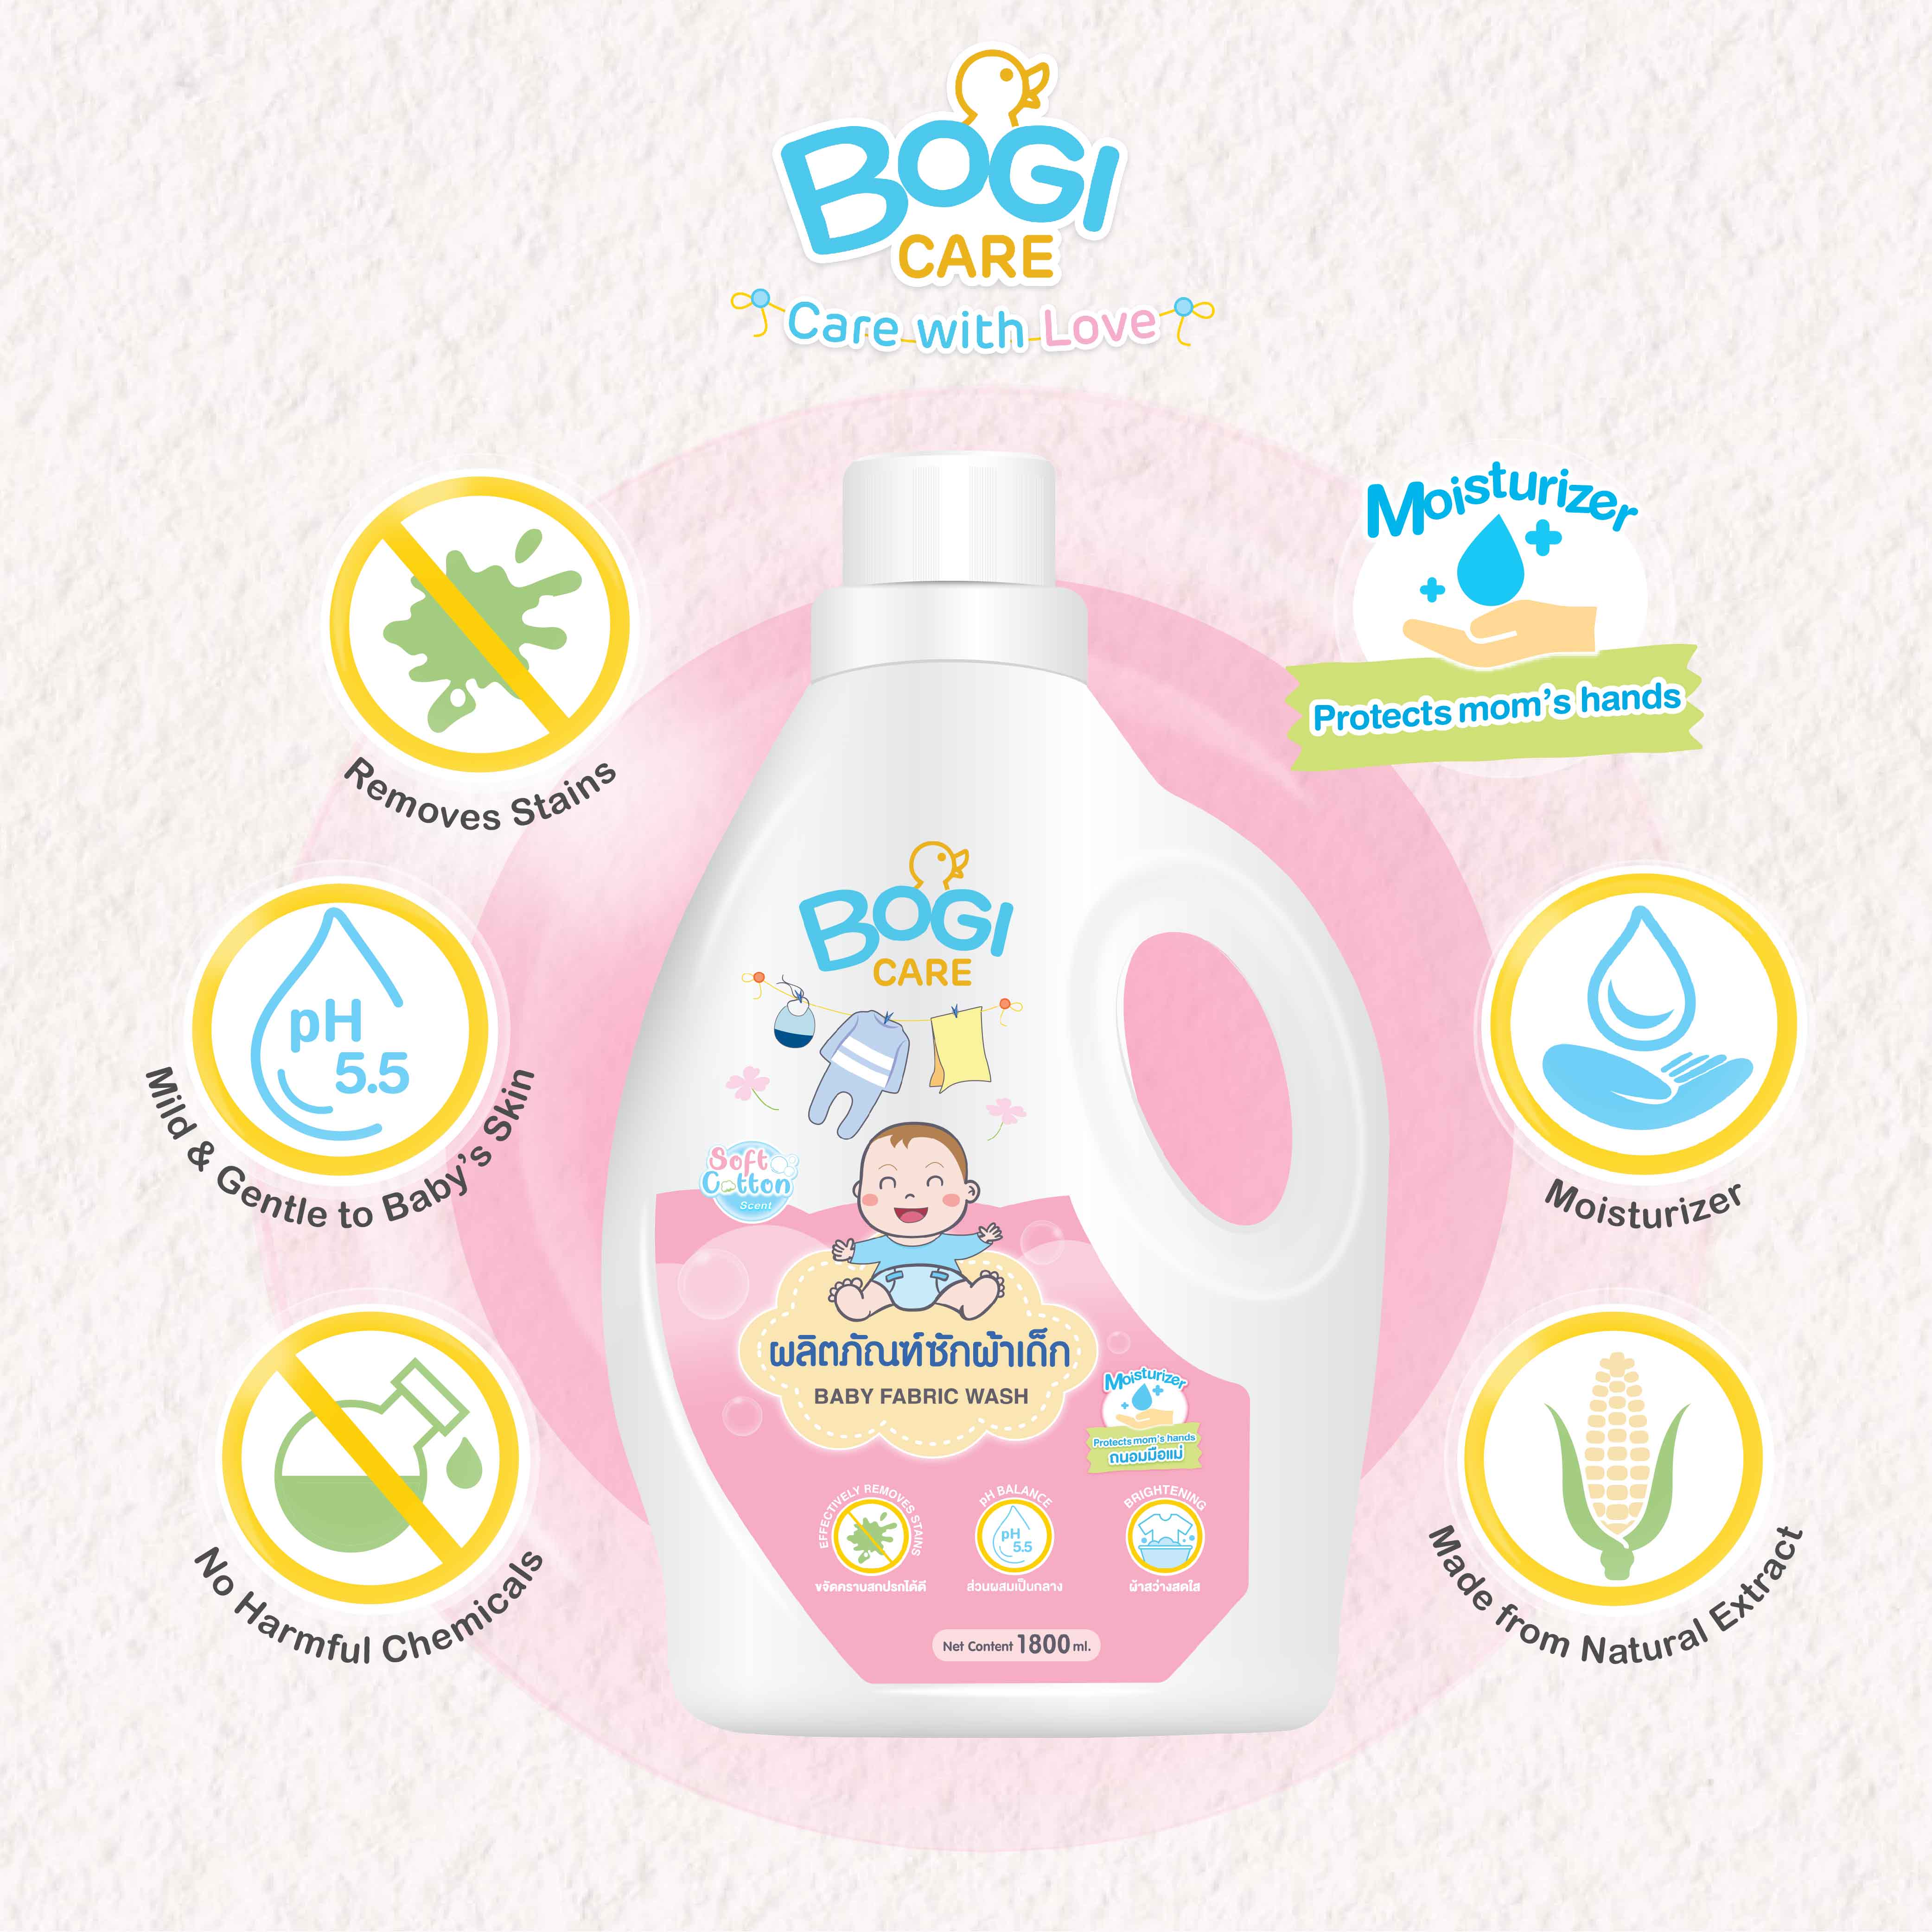 BOGI
CARE
Care with Love
Removes Stains
Moisturizer
Protects mom's hands
pH
5.5
Mild & Gentle to Baby's Skin
Moisturizer
No Harmful Chemicals
Made from Natural Extract
BOGI
CARE
Soft
Cotton
Scent
ผลิตภัณฑ์ซักผ้าเด็ก
BABY FABRIC WASH
Moisturizer
Protects mom's hands
ถนอมมือแม่
EFFECTIVELY REMOVES STAINS
ขจัดคราบสกปรกได้ดี
pH BALANCE
pH
5.5
ส่วนผสมเป็นกลาง
BRIGHTENING
ผ้าสว่างสดใส
Net Content 1800 ml.